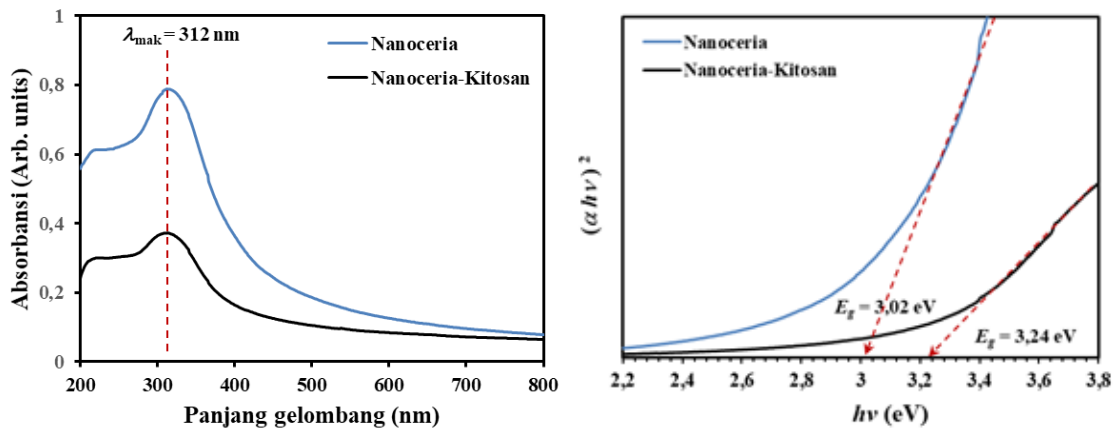 λmak = 312 nm
Nanoceria
Nanoceria-Kitosan
Absorbansi (Arb. units)
1
0.8
0.6
0.4
0.2
0
200 300 400 500 600 700 800
Panjang gelombang (nm)
Nanoceria
Nanoceria-Kitosan
(αhν)²
Eg = 3,02 eV
Eg = 3,24 eV
2,2 2,4 2,6 2,8 3 3,2 3,4 3,6 3,8
hν (eV)